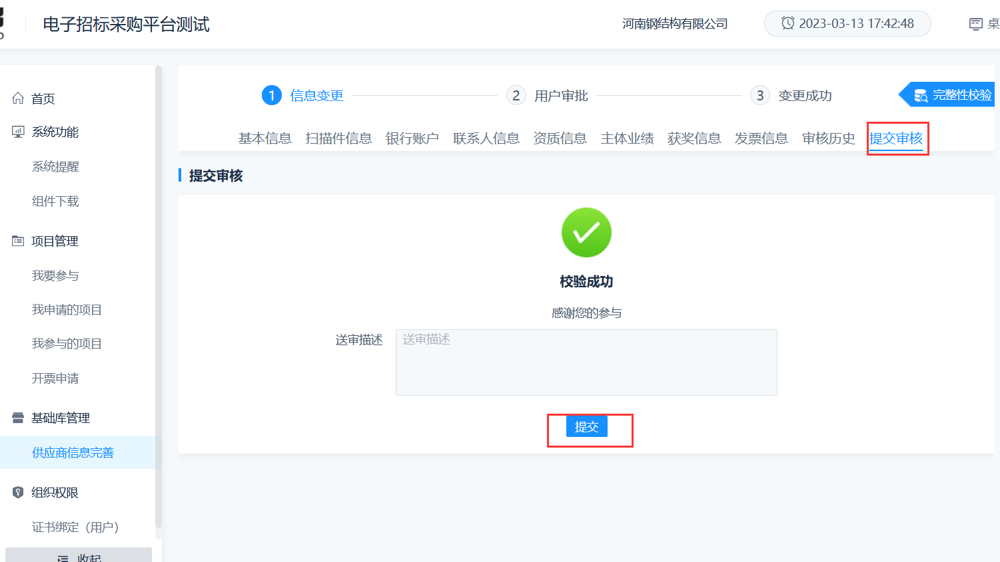 电子招标采购平台测试
河南钢结构有限公司
2023-03-13 17:42:48
桌
首页
系统功能
系统提醒
组件下载
项目管理
我要参与
我申请的项目
我参与的项目
开票申请
基础库管理
供应商信息完善
组织权限
证书绑定（用户）
收起
1 信息变更 2 用户审批 3 变更成功
完整性校验
基本信息 扫描件信息 银行账户 联系人信息 资质信息 主体业绩 获奖信息 发票信息 审核历史 提交审核
提交审核
校验成功
感谢您的参与
送审描述 送审描述
提交